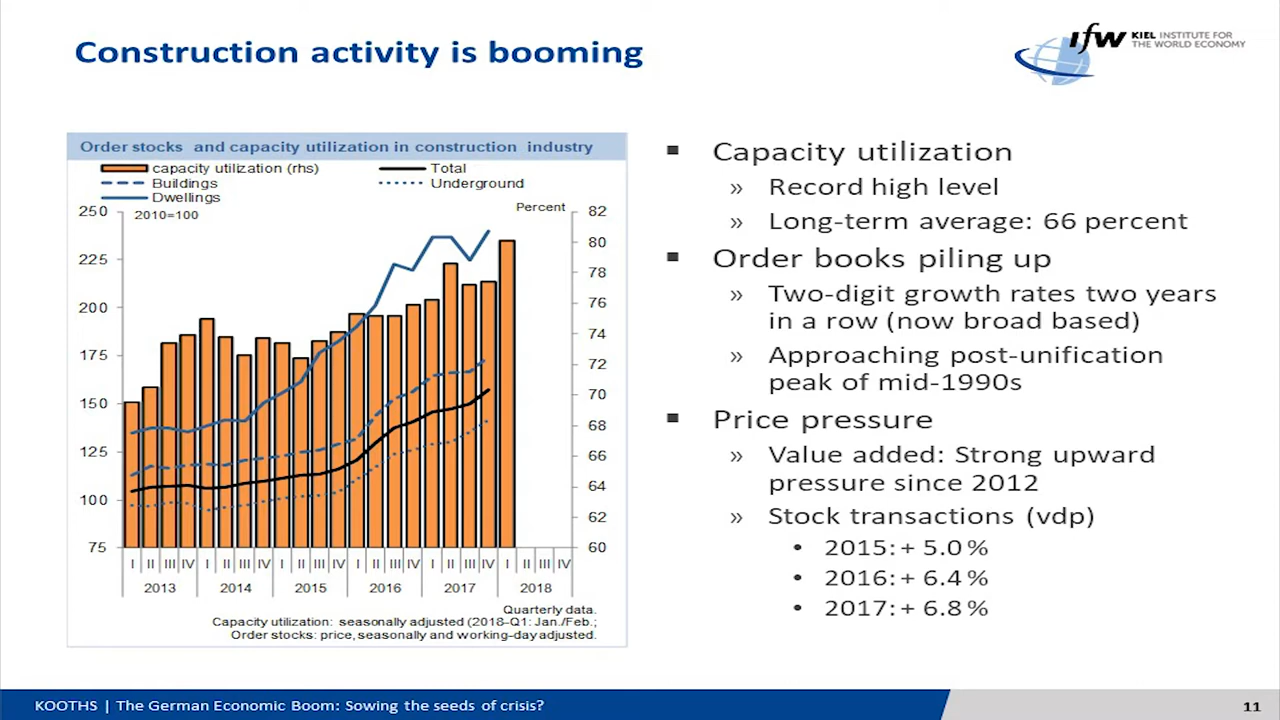 Construction activity is booming
ifw KIEL INSTITUTE FOR
THE WORLD ECONOMY
Order stocks and capacity utilization in construction industry
capacity utilization (rhs)
Total
Buildings
Underground
Dwellings
2010=100
Percent
250
225
200
175
150
125
100
75
82
80
78
76
74
72
70
68
66
64
62
60
I II III IV I II III IV I II III IV I II III IV I II III IV I II III IV
2013 2014 2015 2016 2017 2018
Quarterly data.
Capacity utilization: seasonally adjusted (2018-Q1: Jan./Feb.;
Order stocks: price, seasonally and working-day adjusted.
▪ Capacity utilization
» Record high level
» Long-term average: 66 percent
▪ Order books piling up
» Two-digit growth rates two years
in a row (now broad based)
» Approaching post-unification
peak of mid-1990s
▪ Price pressure
» Value added: Strong upward
pressure since 2012
» Stock transactions (vdp)
• 2015: + 5.0 %
• 2016: + 6.4 %
• 2017: + 6.8 %
KOOTHS | The German Economic Boom: Sowing the seeds of crisis?
11